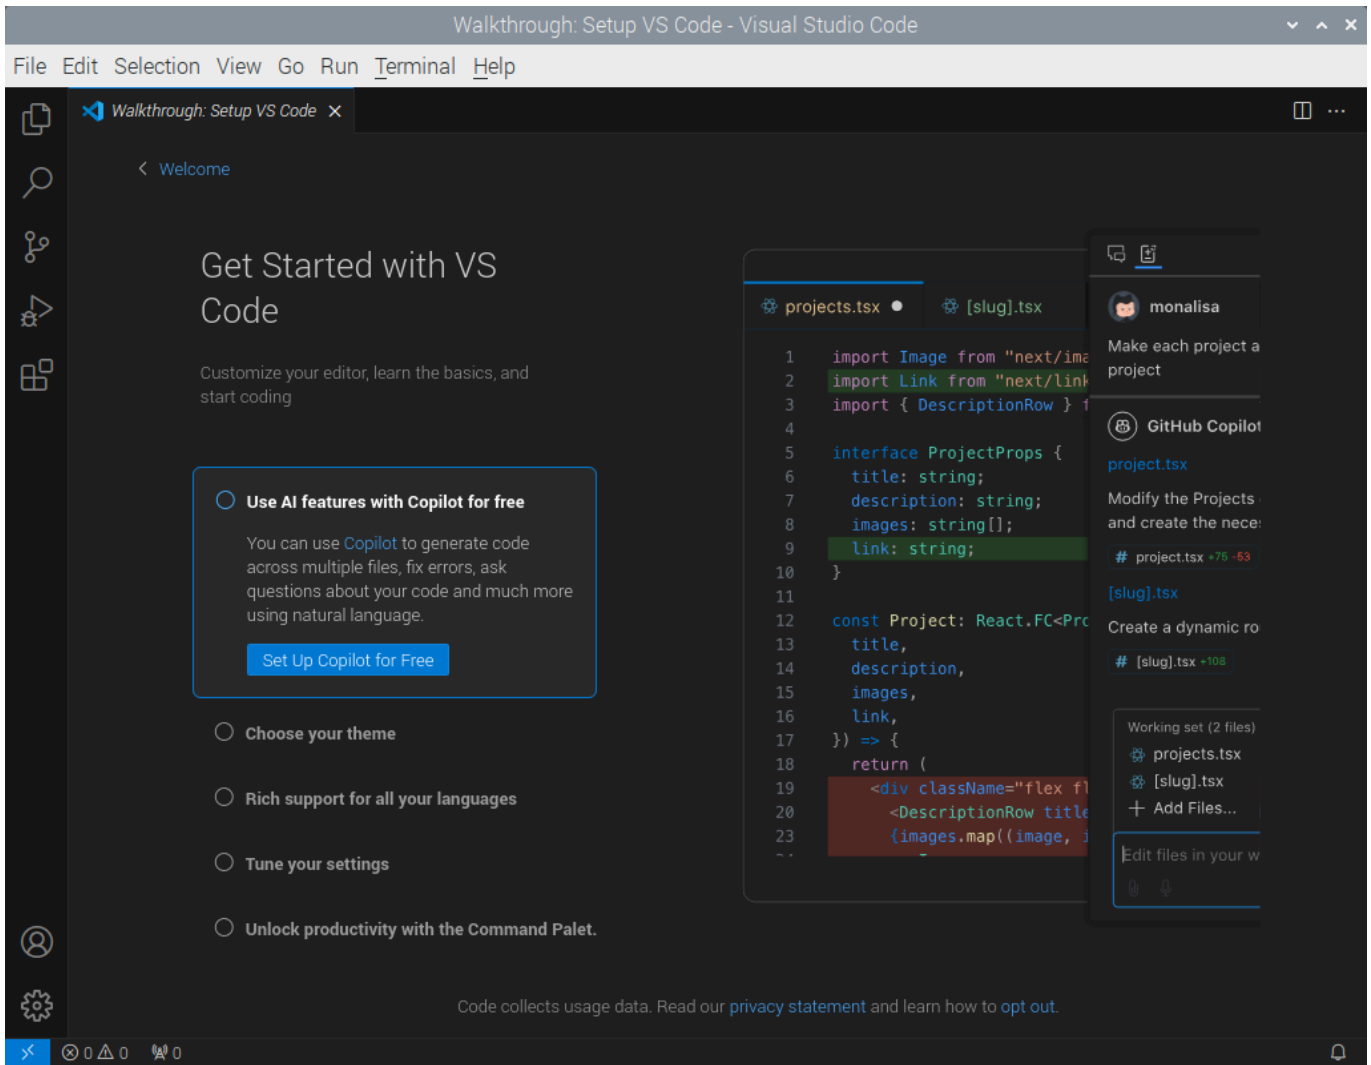 Walkthrough: Setup VS Code - Visual Studio Code
File Edit Selection View Go Run Terminal Help
Walkthrough: Setup VS Code
Welcome
Get Started with VS
Code
Customize your editor, learn the basics, and
start coding
Use AI features with Copilot for free
You can use Copilot to generate code
across multiple files, fix errors, ask
questions about your code and much more
using natural language.
Set Up Copilot for Free
Choose your theme
Rich support for all your languages
Tune your settings
Unlock productivity with the Command Palet.
projects.tsx [slug].tsx
1 import Image from "next/ima
2 import Link from "next/link
3 import { DescriptionRow } f
4
5 interface ProjectProps {
6 title: string;
7 description: string;
8 images: string[];
9 link: string;
10 }
11
12 const Project: React.FC<Pro
13 title,
14 description,
15 images,
16 link,
17 }) => {
18 return (
19 <div className="flex fl
20 <DescriptionRow title
23 {images.map((image, i
monalisa
Make each project a
project
GitHub Copilot
project.tsx
Modify the Projects
and create the neces
# project.tsx +75 -53
[slug].tsx
Create a dynamic ro
# [slug].tsx +108
Working set (2 files)
projects.tsx
[slug].tsx
Add Files...
Edit files in your w
Code collects usage data. Read our privacy statement and learn how to opt out.
0 0 0